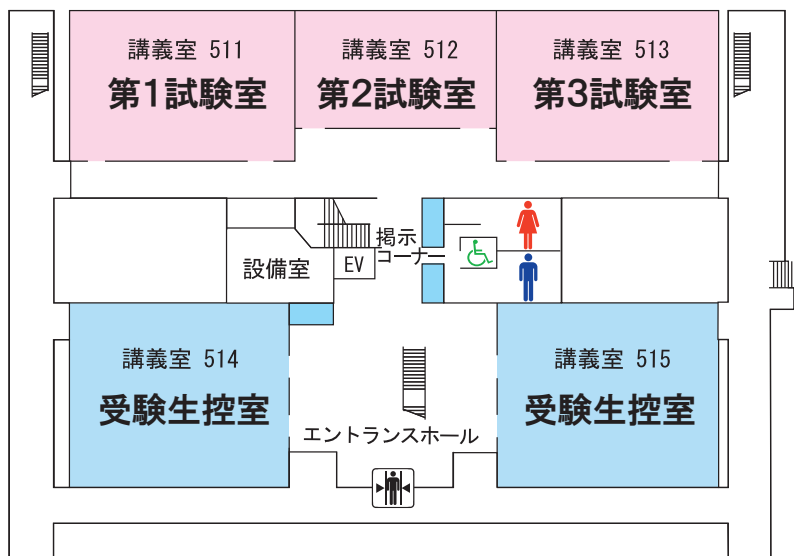 講義室 511
第1試験室
講義室 512
第2試験室
講義室 513
第3試験室
掲示
コーナー
設備室
EV
講義室 514
受験生控室
講義室 515
受験生控室
エントランスホール